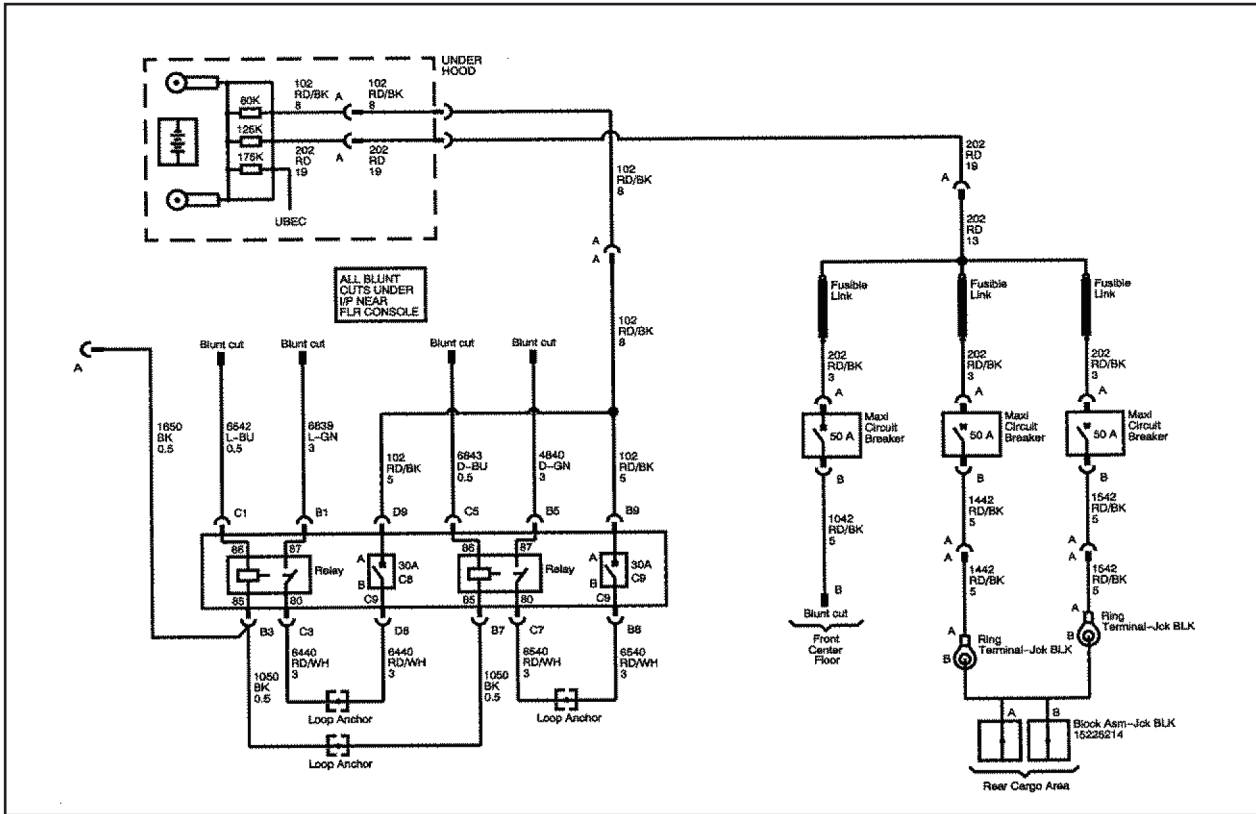 UNDER
HOOD
102
RD/BK
8
A
102
RD/BK
8
60K
125K
202
RD
19
A
202
RD
19
175K
UBEC
102
RD/BK
8
A
A
102
RD/BK
8
202
RD
19
A
202
RD
13
ALL BLUNT
CUTS UNDER
I/P NEAR
FLR CONSOLE
Fusible
Link
Fusible
Link
Fusible
Link
202
RD/BK
3
A
202
RD/BK
3
A
202
RD/BK
3
A
50 A
Maxi
Circuit
Breaker
50 A
Maxi
Circuit
Breaker
50 A
Maxi
Circuit
Breaker
B
B
B
1042
RD/BK
5
1442
RD/BK
5
1542
RD/BK
5
A
A
A
A
1442
RD/BK
5
1542
RD/BK
5
B
Blunt cut
Front
Center
Floor
A
B
Ring
Terminal-Jck BLK
A
B
Ring
Terminal-Jck BLK
A
B
Block Asm-Jck BLK
15225214
Rear Cargo Area
A
Blunt cut
Blunt cut
Blunt cut
Blunt cut
1650
BK
0.5
6642
L-BU
0.5
6839
L-GN
3
102
RD/BK
5
6843
D-BU
0.5
4840
D-GN
3
102
RD/BK
5
C1
B1
D9
C5
B5
B9
86
87
Relay
A
B
30A
C8
86
87
Relay
A
B
30A
C9
85
80
C9
85
80
C9
B3
C3
D8
B7
C7
B8
1050
BK
0.5
6440
RD/WH
3
6440
RD/WH
3
1050
BK
0.5
6540
RD/WH
3
6540
RD/WH
3
Loop Anchor
Loop Anchor
Loop Anchor